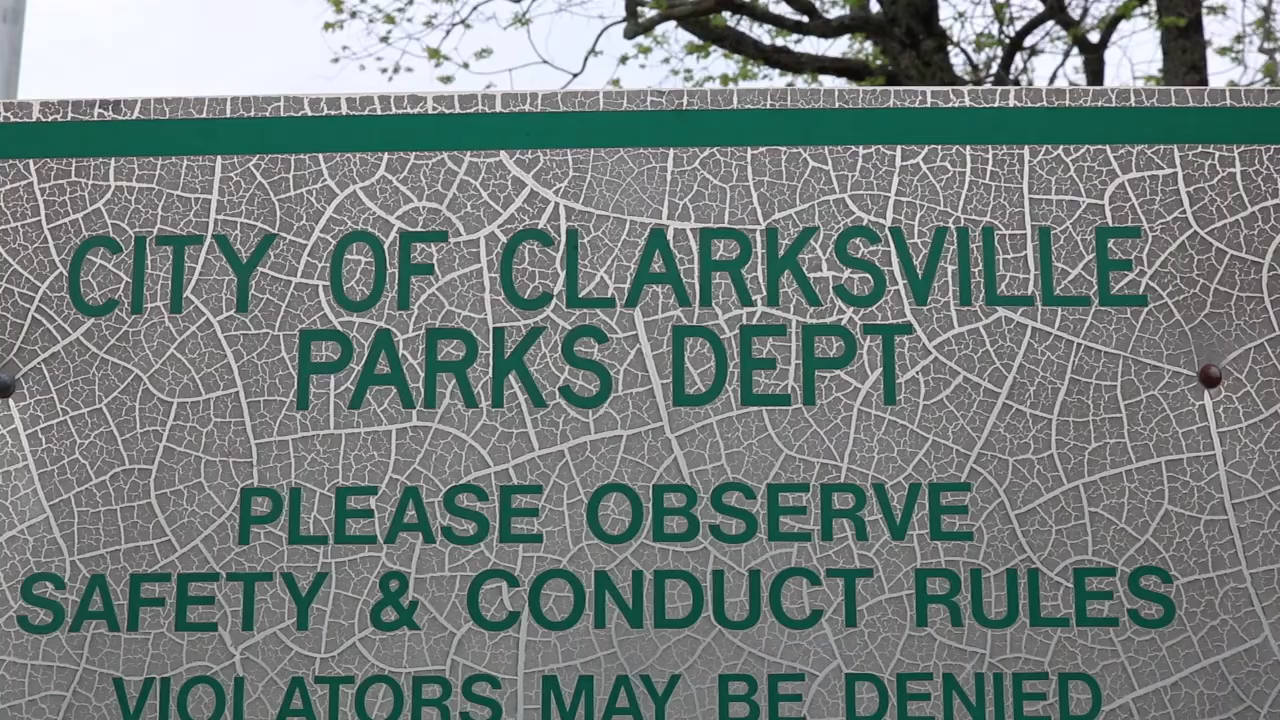 CITY OF CLARKSVILLE
PARKS DEPT
PLEASE OBSERVE
SAFETY & CONDUCT RULES
VIOLATORS MAY BE DENIED